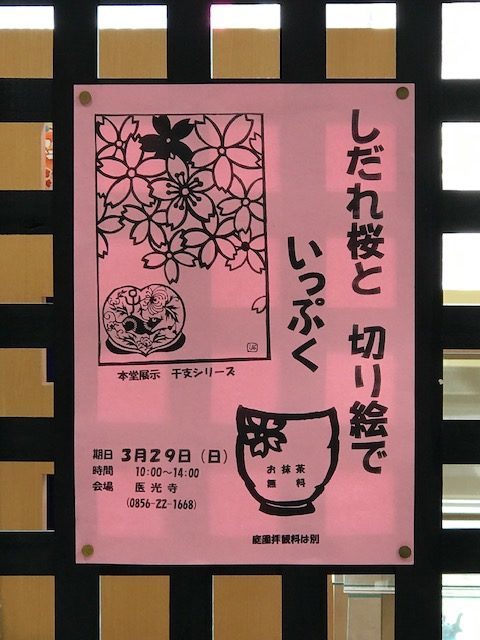 しだれ桜と 切り絵で
いっぷく
本堂展示 干支シリーズ
期日 3月29日(日)
時間 10:00~14:00
会場 医光寺
(0856-22-1668)
お抹茶
無料
庭園拝観料は別